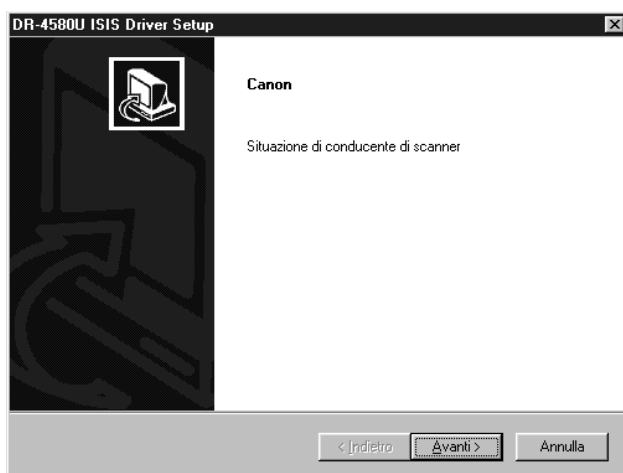 DR-4580U ISIS Driver Setup
Canon
Situazione di conducente di scanner
< Indietro Avanti > Annulla